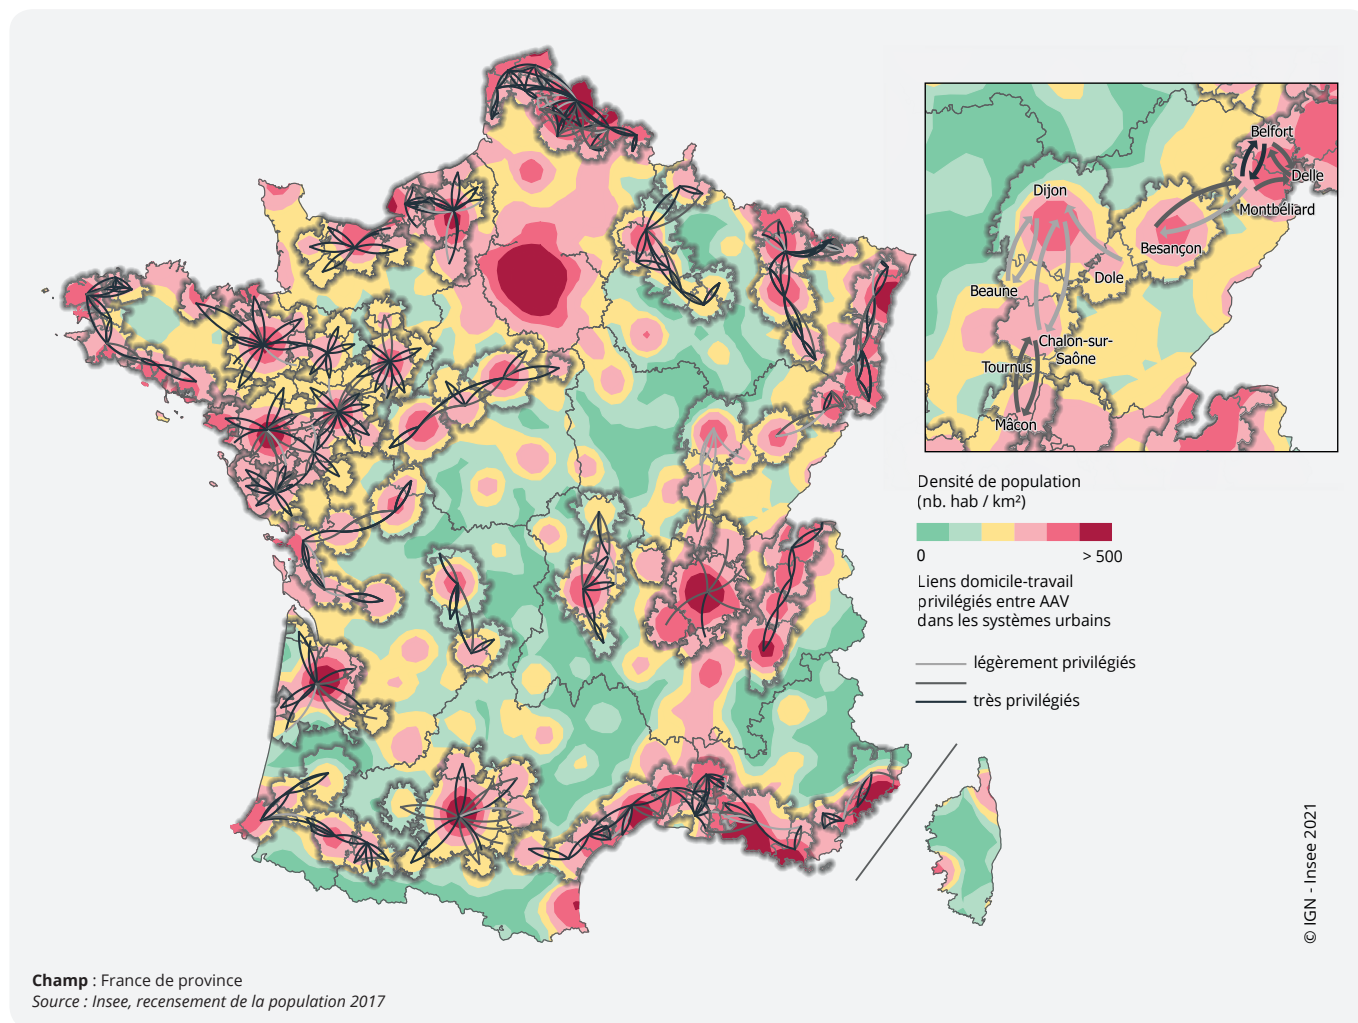 Belfort
Delle
Dijon
Montbéliard
Besançon
Dole
Beaune
Chalon-sur-
Saône
Tournus
Mâcon
Densité de population
(nb. hab / km²)
0
> 500
Liens domicile-travail
privilégiés entre AAV
dans les systèmes urbains
légèrement privilégiés
très privilégiés
© IGN - Insee 2021
Champ : France de province
Source : Insee, recensement de la population 2017